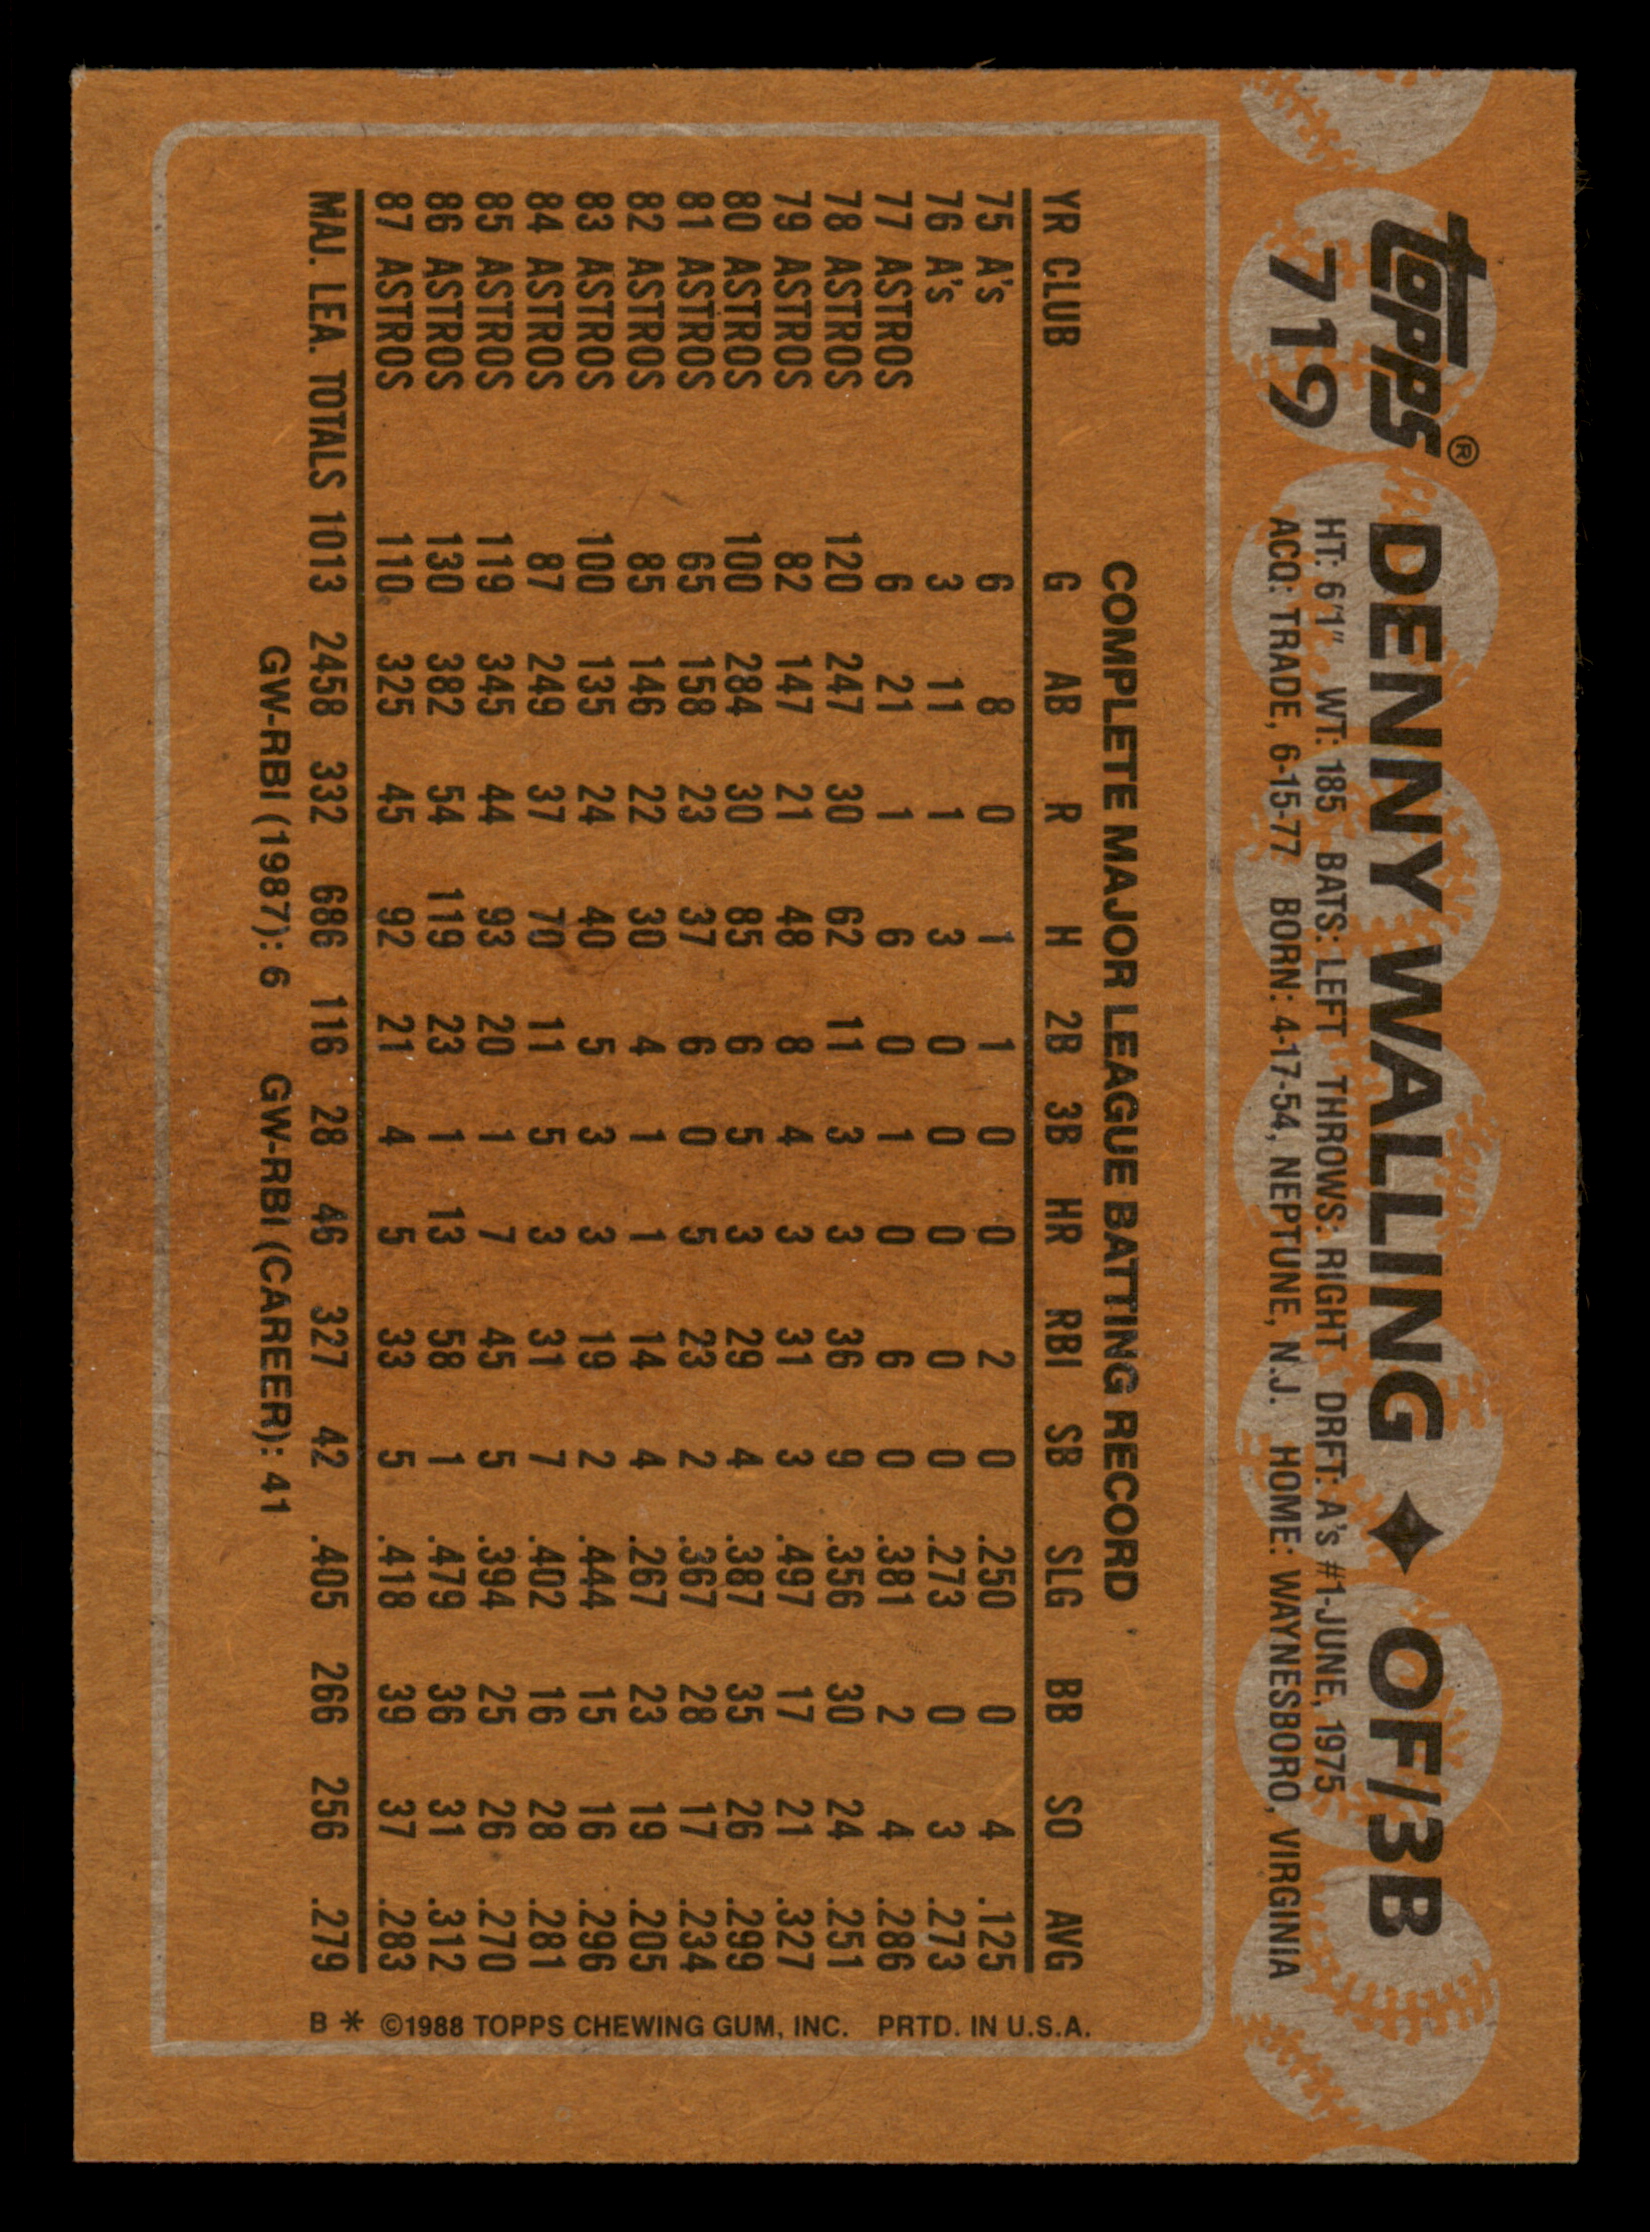 Topps®
719
DENNY WALLING ◆ OF/3B
HT: 6'1" WT: 185 BATS: LEFT THROWS: RIGHT DRFT: A's #1-JUNE, 1975
ACQ: TRADE, 6-15-77 BORN: 4-17-54, NEPTUNE, N.J. HOME: WAYNESBORO, VIRGINIA
COMPLETE MAJOR LEAGUE BATTING RECORD
YR CLUB G AB R H 2B 3B HR RBI SB SLG BB SO AVG
75 A's 6 8 0 1 1 0 0 2 0 .250 0 4 .125
76 A's 3 11 1 3 0 0 0 0 0 .273 0 3 .273
77 ASTROS 6 21 1 6 0 1 0 6 0 .381 2 4 .286
78 ASTROS 120 247 30 62 11 3 3 36 9 .356 30 24 .251
79 ASTROS 82 147 21 48 8 4 3 31 3 .497 17 21 .327
80 ASTROS 100 284 30 85 6 5 3 29 4 .387 35 26 .299
81 ASTROS 65 158 23 37 6 0 5 23 2 .367 28 17 .234
82 ASTROS 85 146 22 30 4 1 1 14 4 .267 23 19 .205
83 ASTROS 100 135 24 40 5 3 3 19 2 .444 15 16 .296
84 ASTROS 87 249 37 70 11 5 3 31 7 .402 16 28 .281
85 ASTROS 119 345 44 93 20 1 7 45 5 .394 25 26 .270
86 ASTROS 130 382 54 119 23 1 13 58 1 .479 36 31 .312
87 ASTROS 110 325 45 92 21 4 5 33 5 .418 39 37 .283
MAJ. LEA. TOTALS 1013 2458 332 686 116 28 46 327 42 .405 266 256 .279
GW-RBI (1987): 6 GW-RBI (CAREER): 41
B * ©1988 TOPPS CHEWING GUM, INC. PRTD. IN U.S.A.